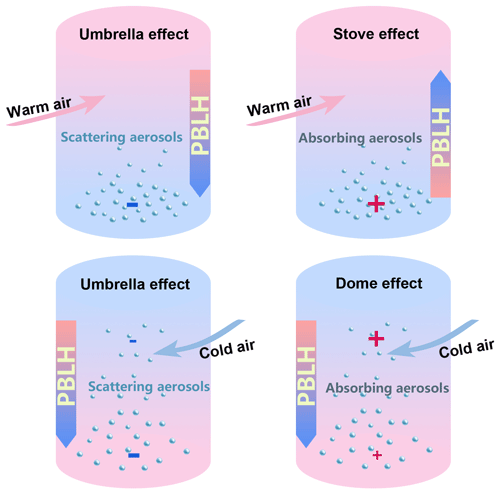 Umbrella effect
Warm air
Scattering aerosols
PBLH
−
Stove effect
Warm air
Absorbing aerosols
PBLH
+
Umbrella effect
−
Cold air
Scattering aerosols
PBLH
−
Dome effect
+
Cold air
Absorbing aerosols
PBLH
+